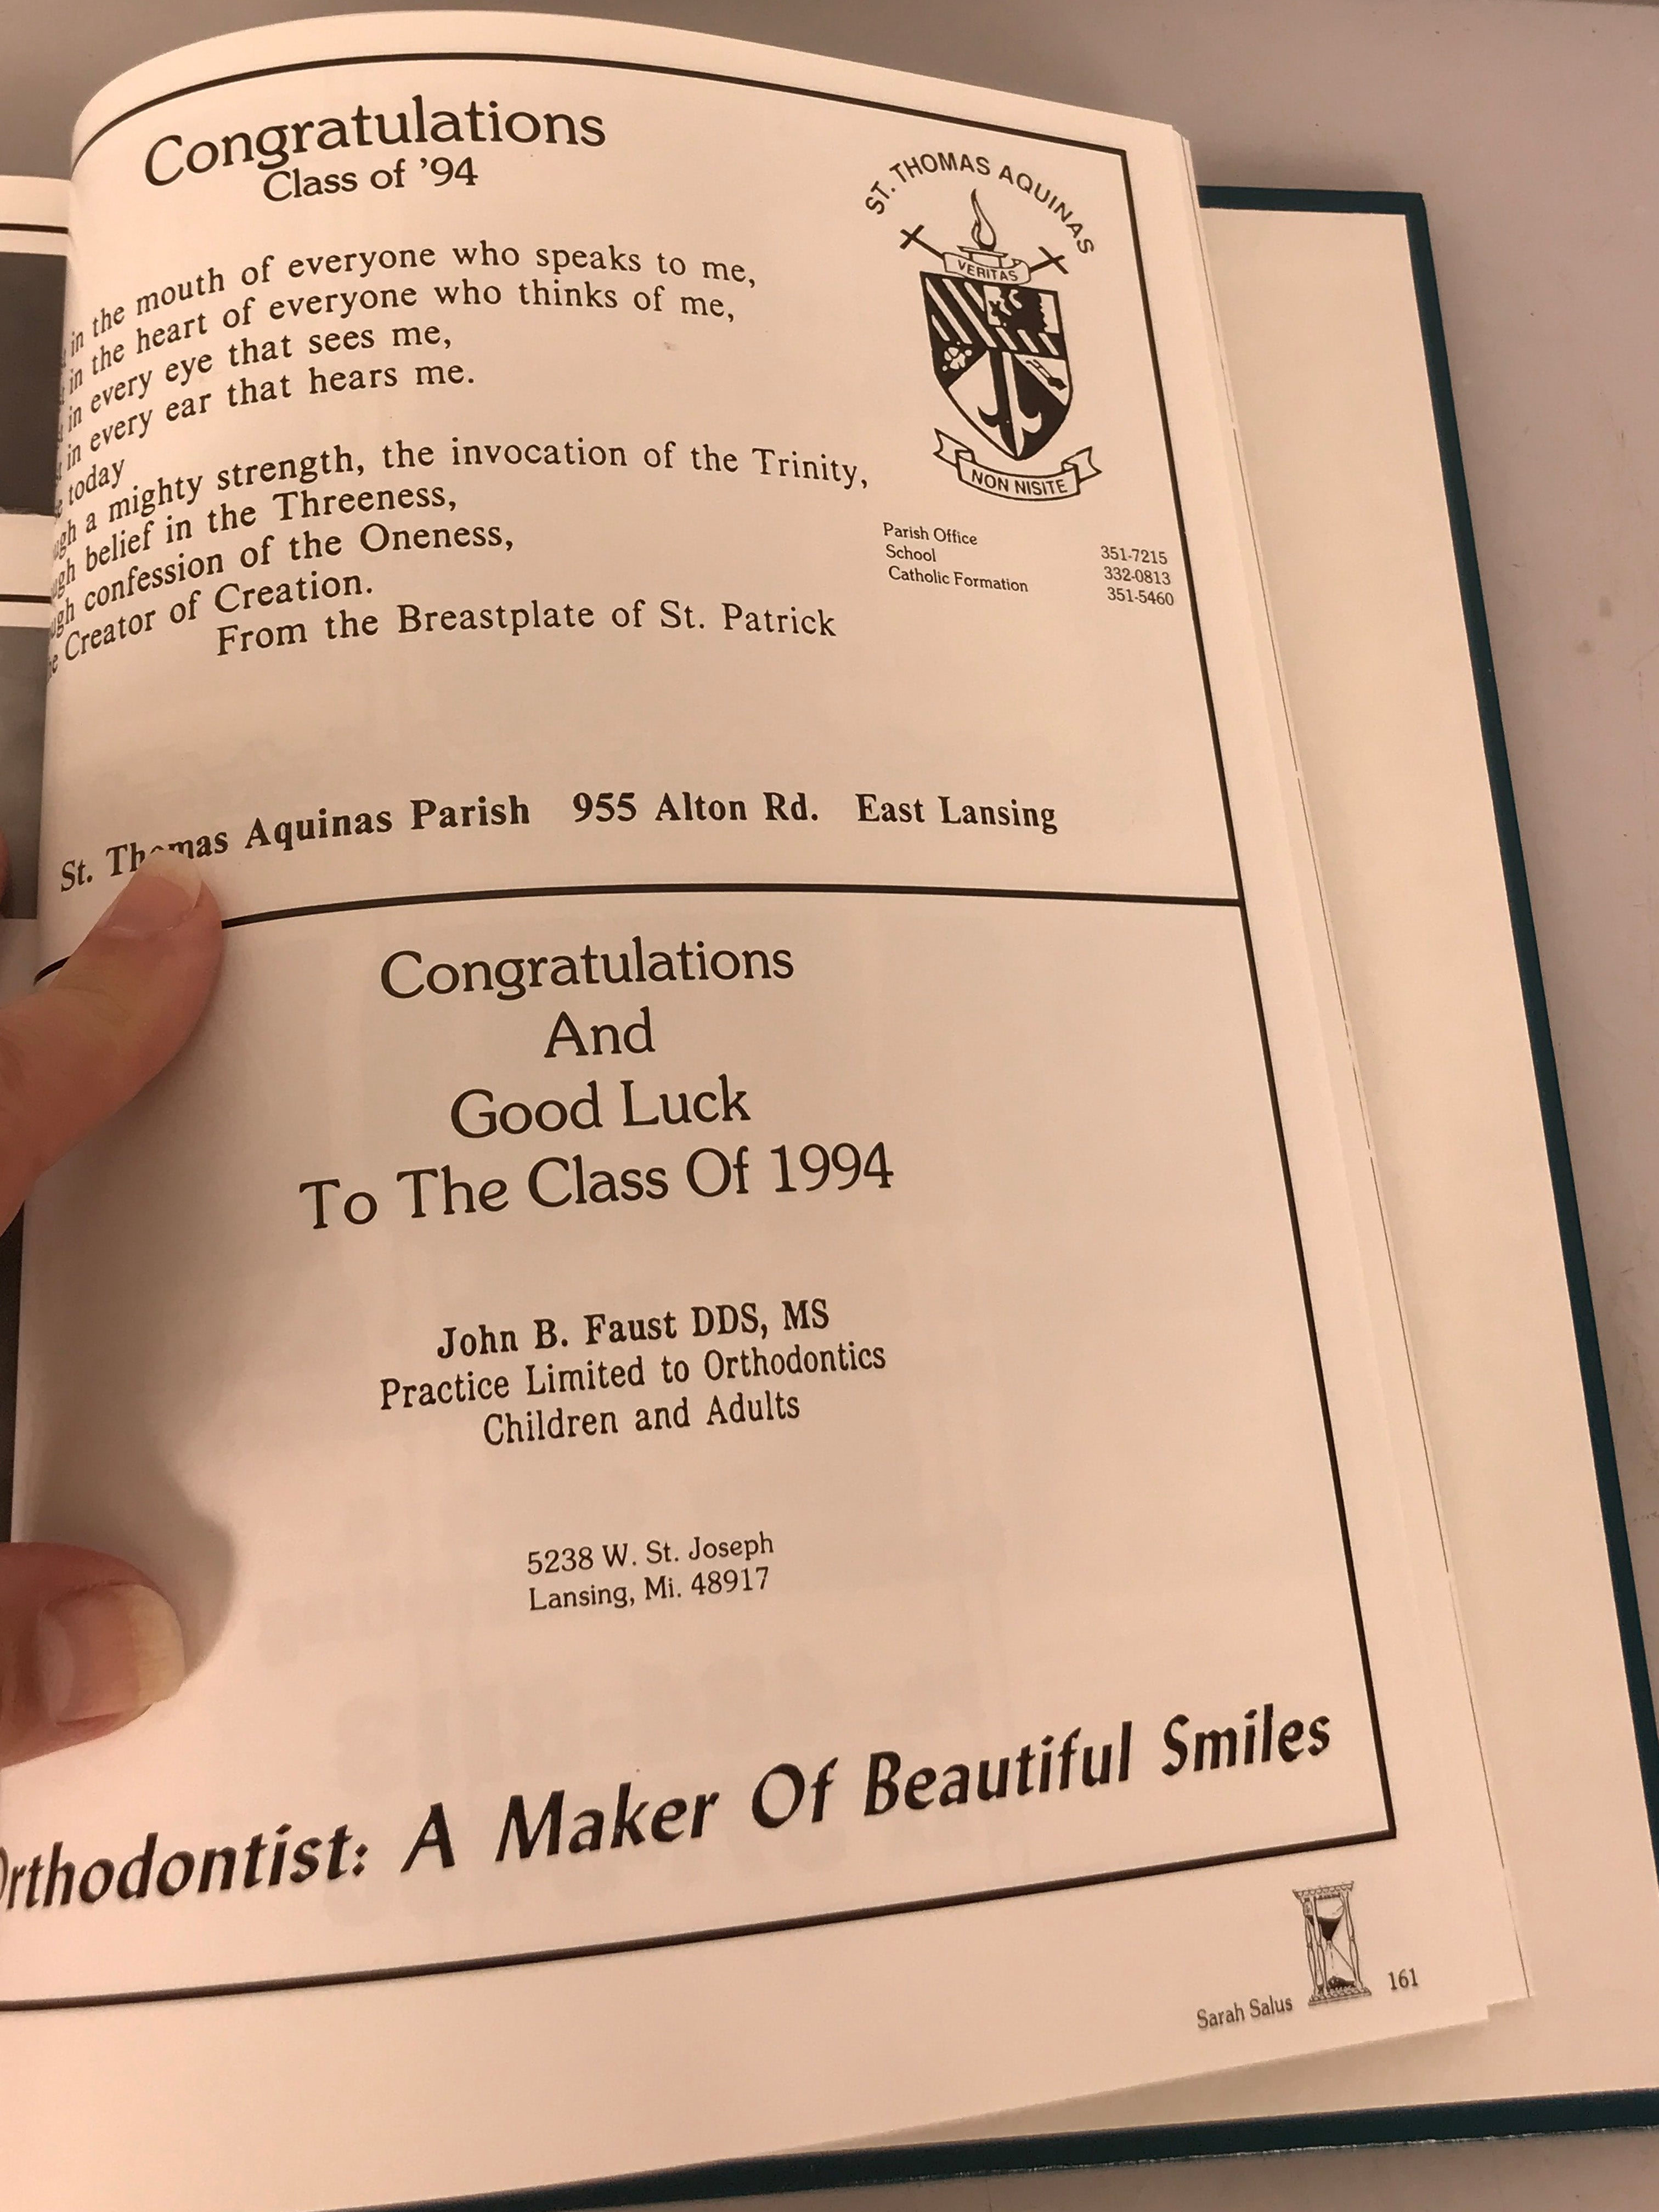 Congratulations
Class of '94
in the mouth of everyone who speaks to me,
in the heart of everyone who thinks of me,
in every eye that sees me,
in every ear that hears me.
today
a mighty strength, the invocation of the Trinity,
belief in the Threeness,
confession of the Oneness,
Creator of Creation.
From the Breastplate of St. Patrick
ST. THOMAS AQUINAS
VERITAS
NON NISITE
Parish Office 351-7215
School 332-0813
Catholic Formation 351-5460
St. Thomas Aquinas Parish 955 Alton Rd. East Lansing
Congratulations
And
Good Luck
To The Class Of 1994
John B. Faust DDS, MS
Practice Limited to Orthodontics
Children and Adults
5238 W. St. Joseph
Lansing, Mi. 48917
Orthodontist: A Maker Of Beautiful Smiles
Sarah Salus 161